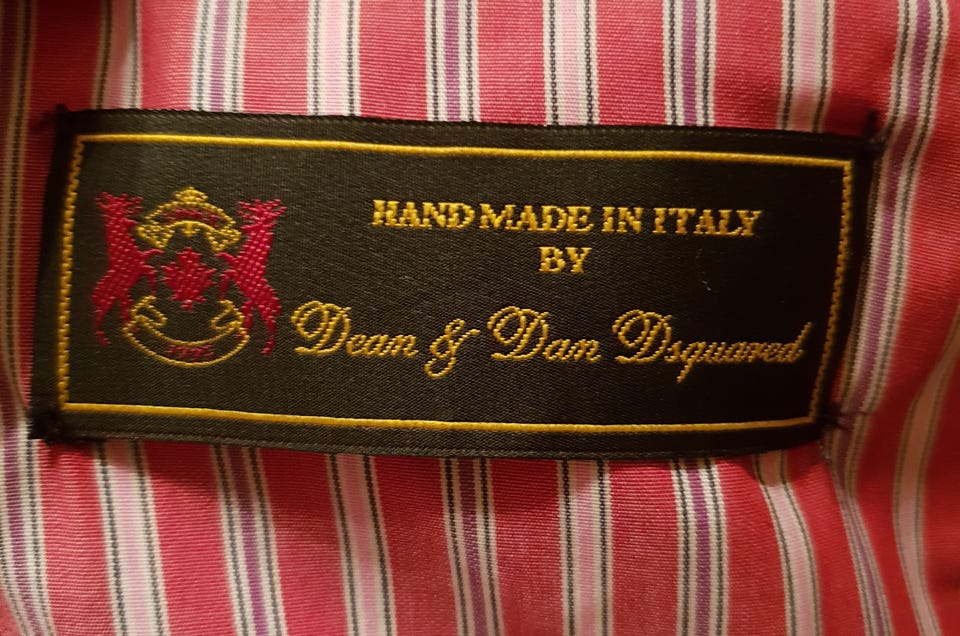 HAND MADE IN ITALY
BY
Dean & Dan Dsquared